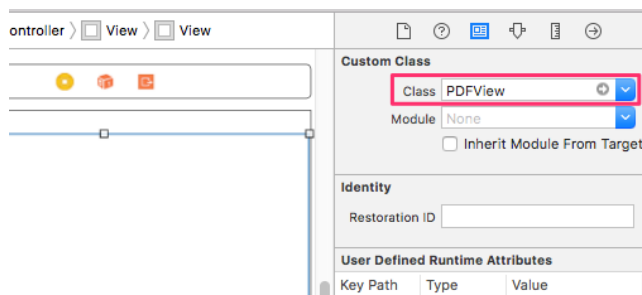 ontroller 〉 View 〉 View
Custom Class
Class PDFView
Module None
Inherit Module From Target
Identity
Restoration ID
User Defined Runtime Attributes
Key Path Type Value